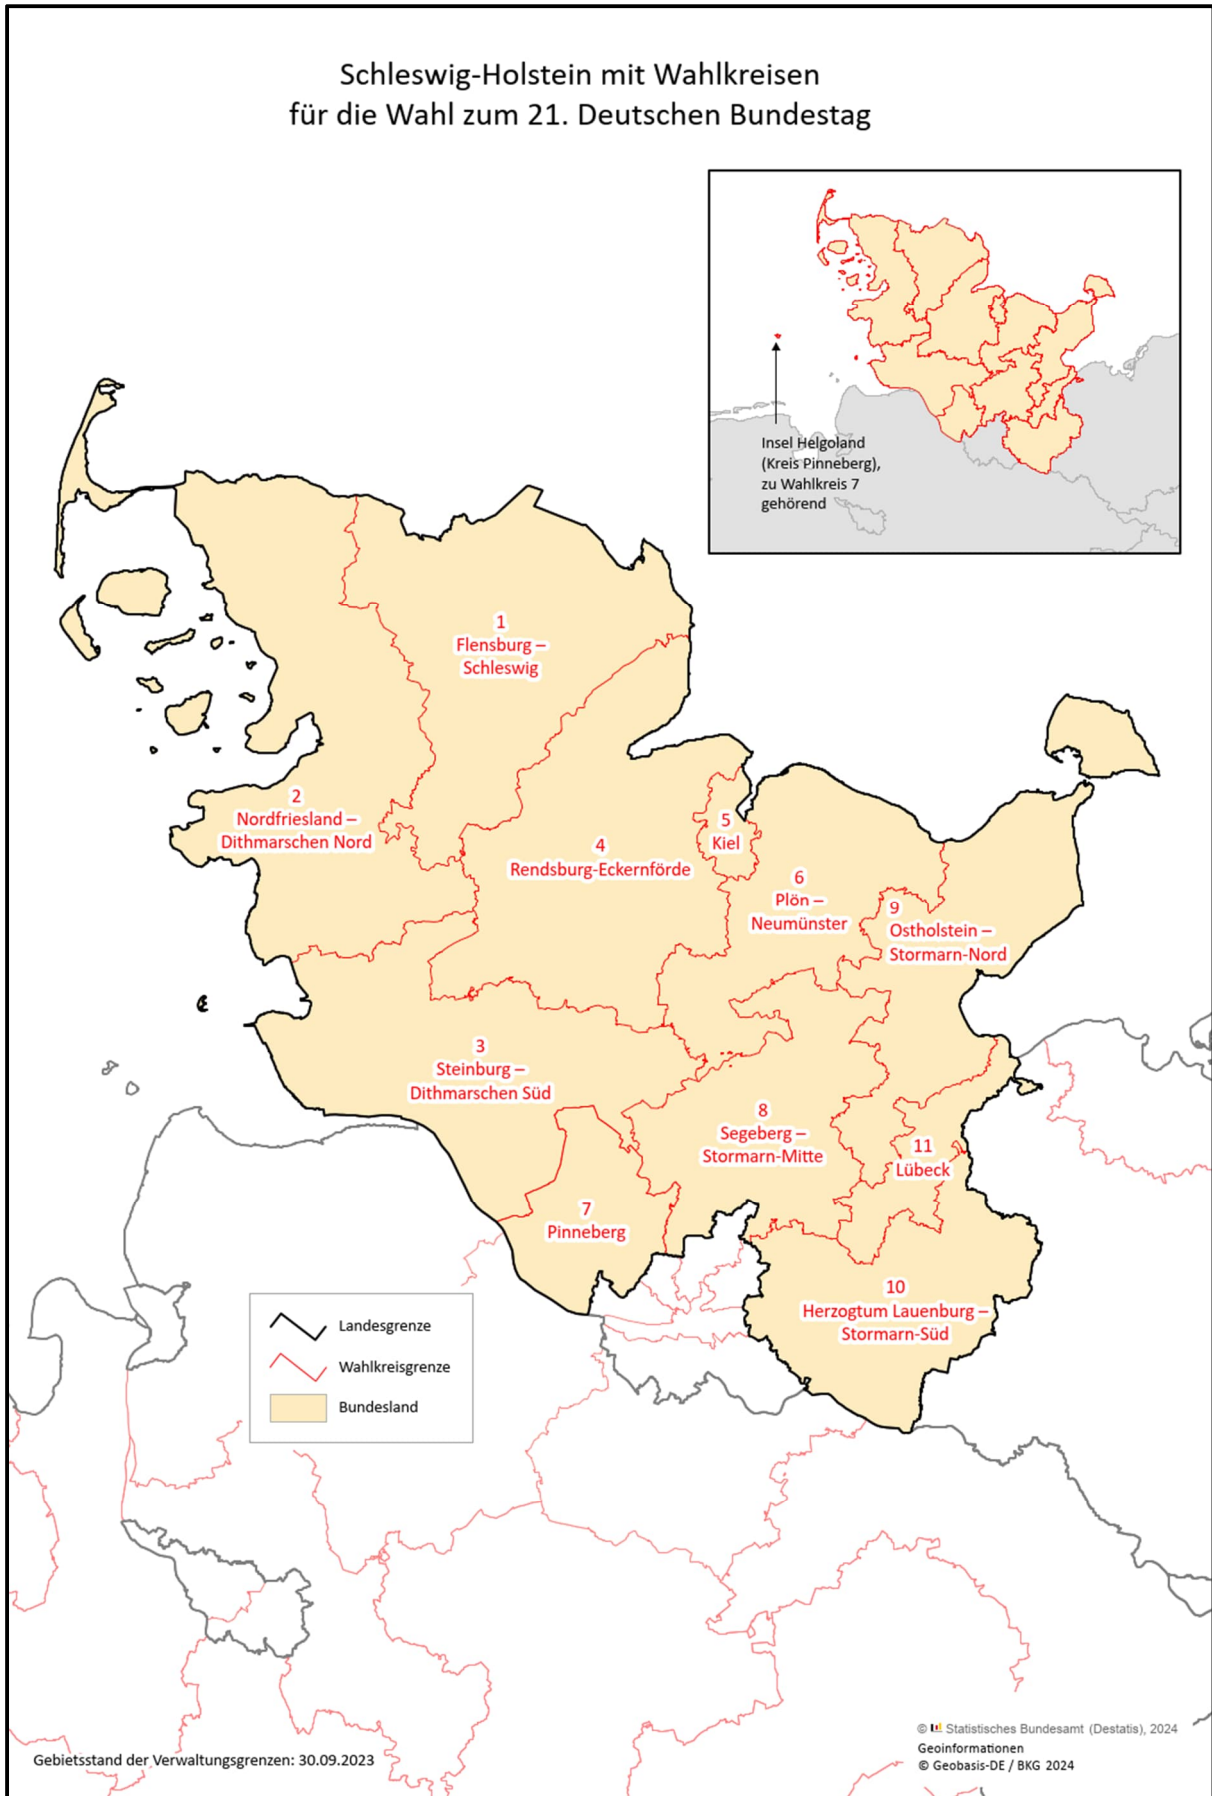 Schleswig-Holstein mit Wahlkreisen
für die Wahl zum 21. Deutschen Bundestag
Insel Helgoland
(Kreis Pinneberg),
zu Wahlkreis 7
gehörend
1
Flensburg –
Schleswig
2
Nordfriesland –
Dithmarschen Nord
4
Rendsburg-Eckernförde
5
Kiel
6
Plön –
Neumünster
9
Ostholstein –
Stormarn-Nord
3
Steinburg –
Dithmarschen Süd
8
Segeberg –
Stormarn-Mitte
11
Lübeck
7
Pinneberg
10
Herzogtum Lauenburg –
Stormarn-Süd
Landesgrenze
Wahlkreisgrenze
Bundesland
Gebietsstand der Verwaltungsgrenzen: 30.09.2023
© Statistisches Bundesamt (Destatis), 2024
Geoinformationen
© Geobasis-DE / BKG 2024